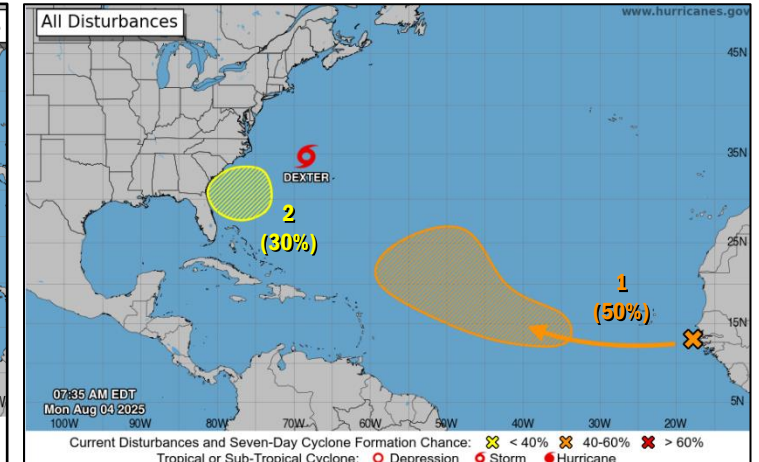 All Disturbances
www.hurricanes.gov
45N
35N
DEXTER
2
(30%)
25N
1
(50%)
15N
07:35 AM EDT
Mon Aug 04 2025
5N
100W 90W 80W 70W 60W 50W 40W 30W 20W
Current Disturbances and Seven-Day Cyclone Formation Chance: < 40% 40-60% > 60%
Tropical or Sub-Tropical Cyclone: Depression Storm Hurricane